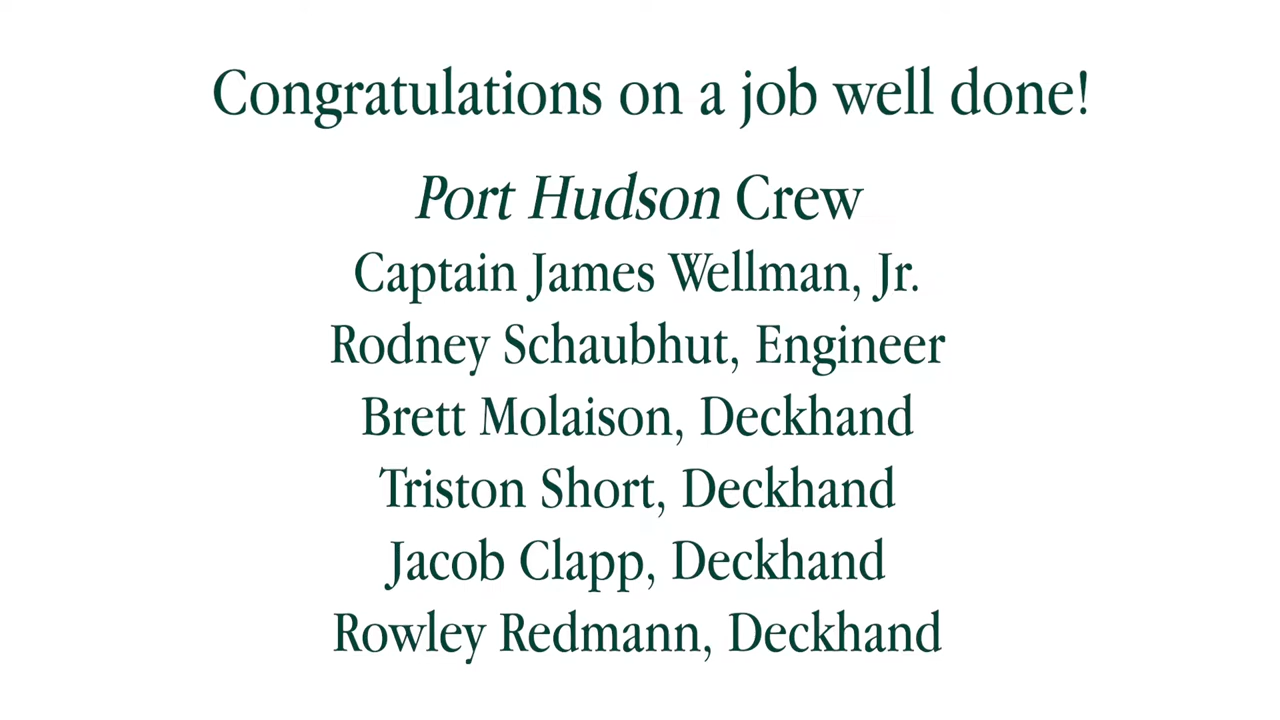 Congratulations on a job well done!
Port Hudson Crew
Captain James Wellman, Jr.
Rodney Schaubhut, Engineer
Brett Molaison, Deckhand
Triston Short, Deckhand
Jacob Clapp, Deckhand
Rowley Redmann, Deckhand